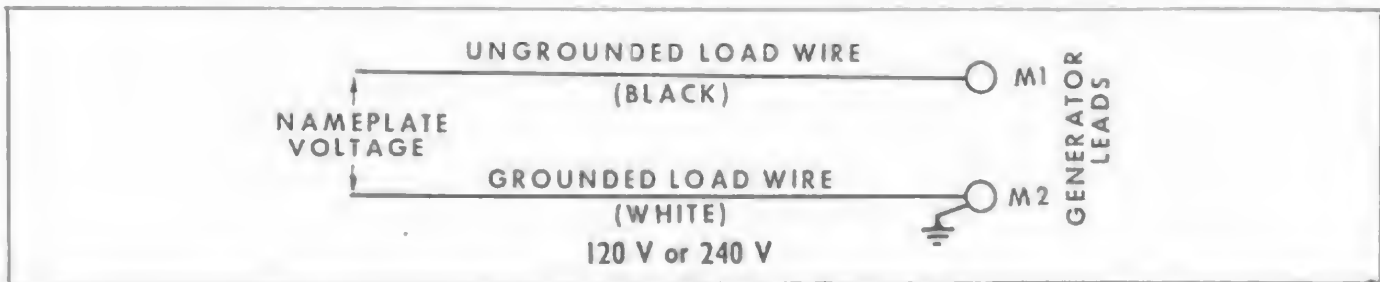 UNGROUNDED LOAD WIRE
(BLACK)
M1
NAMEPLATE
VOLTAGE
GROUNDED LOAD WIRE
(WHITE)
M2
120 V or 240 V
GENERATOR
LEADS